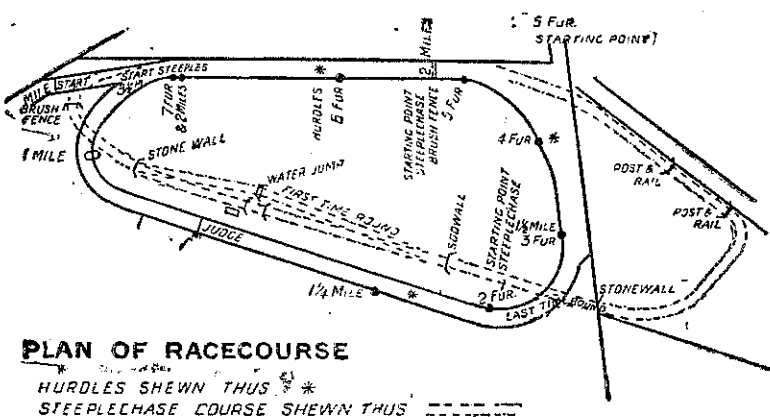 5 FUR.
STARTING POINT
MILE START
START STEEPLES
3½M
BRUSH
FENCE
1 MILE
7 FUR
& 2 MILES
HURDLES
6 FUR
2 MILE
STARTING POINT
STEEPLECHASE
BRUSH FENCE
5 FUR
4 FUR
POST &
RAIL
POST &
RAIL
STONE WALL
WATER JUMP
FIRST TIME ROUND
JUDGE
SODWALL
STARTING POINT
STEEPLECHASE
1½ MILE
3 FUR
1¼ MILE
2 FUR.
LAST TIME ROUND
STONEWALL
PLAN OF RACECOURSE
HURDLES SHEWN THUS * *
STEEPLECHASE COURSE SHEWN THUS